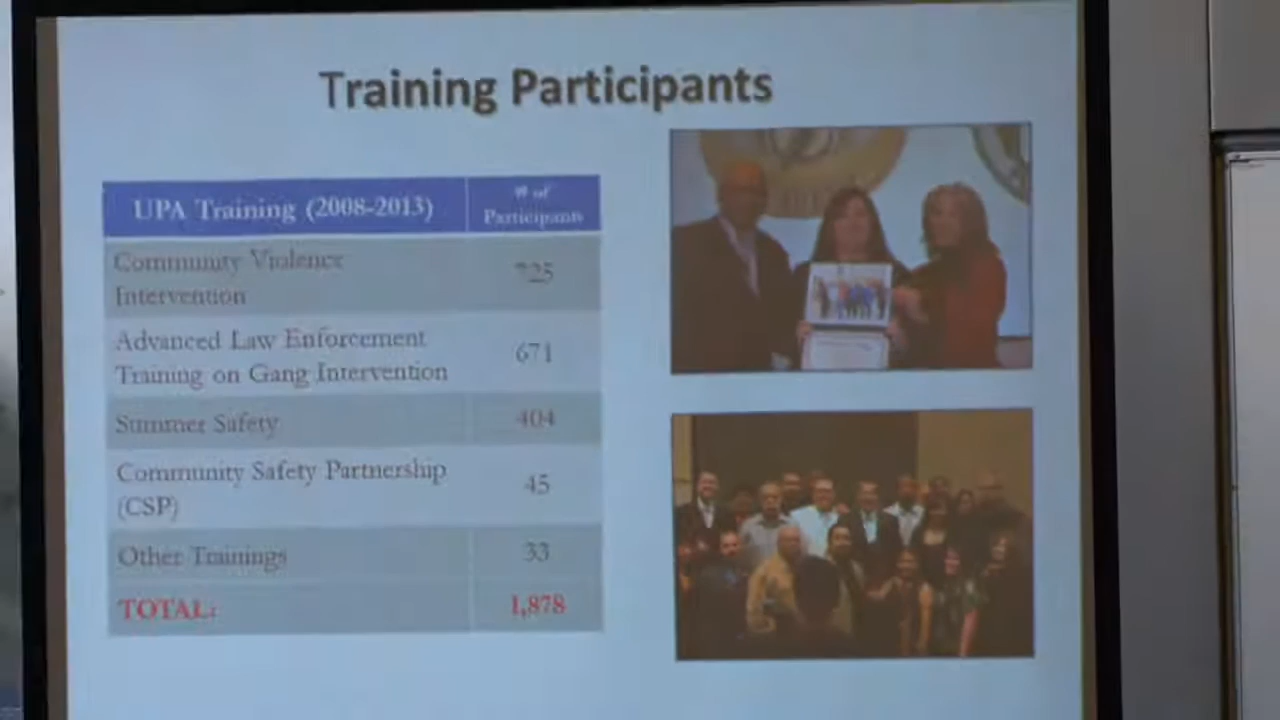 Training Participants
UPA Training (2008-2013)
# of
Participants
Community Violence
Intervention
725
Advanced Law Enforcement
Training on Gang Intervention
671
Summer Safety
404
Community Safety Partnership
(CSP)
45
Other Trainings
33
TOTAL:
1,878